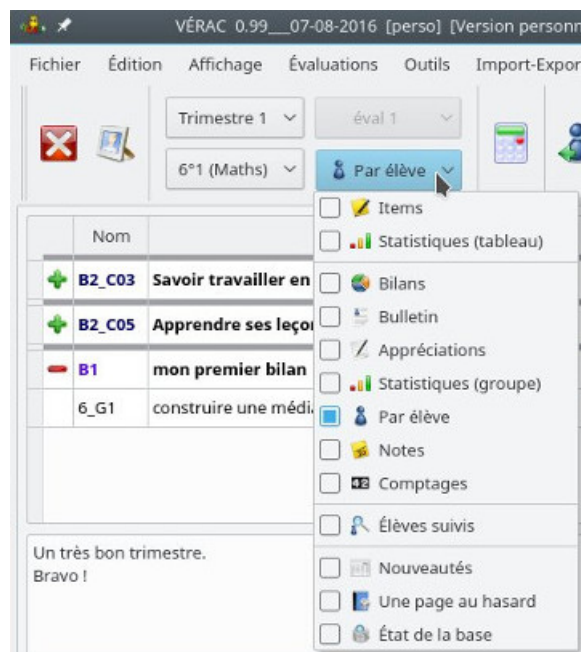 VÉRAC 0.99__07-08-2016 [perso] [Version personn
Fichier Édition Affichage Évaluations Outils Import-Expor
Trimestre 1 éval 1
6°1 (Maths) Par élève
Items
Statistiques (tableau)
Bilans
Bulletin
Appréciations
Statistiques (groupe)
Par élève
Notes
Comptages
Élèves suivis
Nouveautés
Une page au hasard
État de la base
Nom
B2_C03 Savoir travailler en
B2_C05 Apprendre ses leço
B1 mon premier bilan
6_G1 construire une médi
Un très bon trimestre.
Bravo !